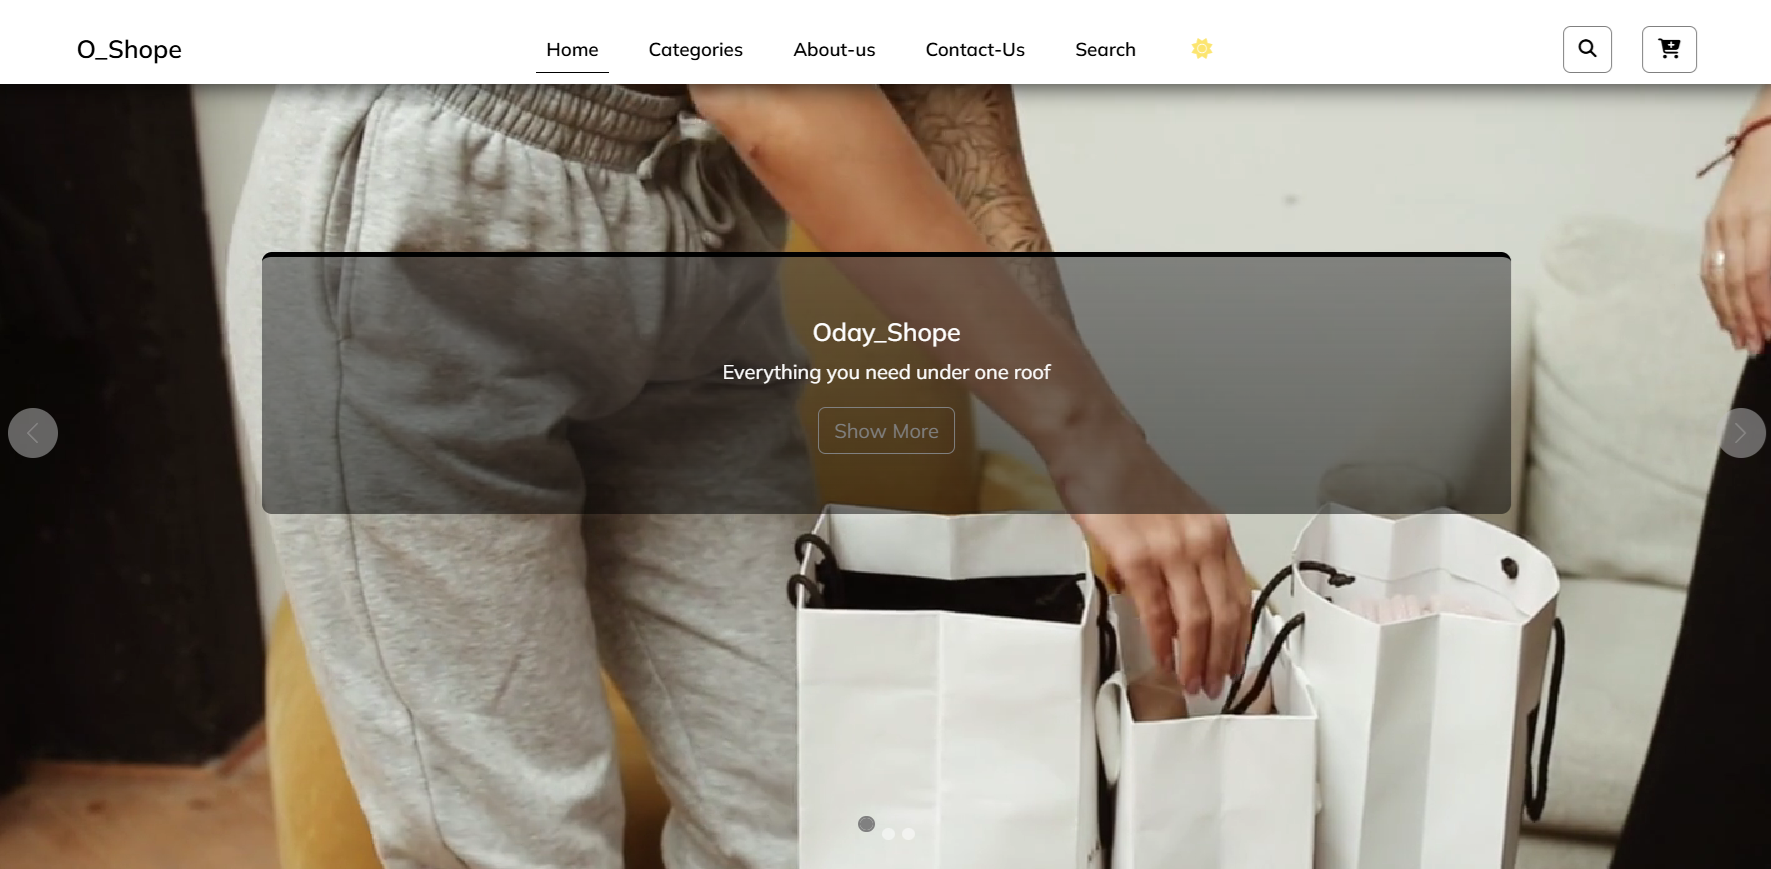 O_Shope
Home
Categories
About-us
Contact-Us
Search
Oday_Shope
Everything you need under one roof
Show More